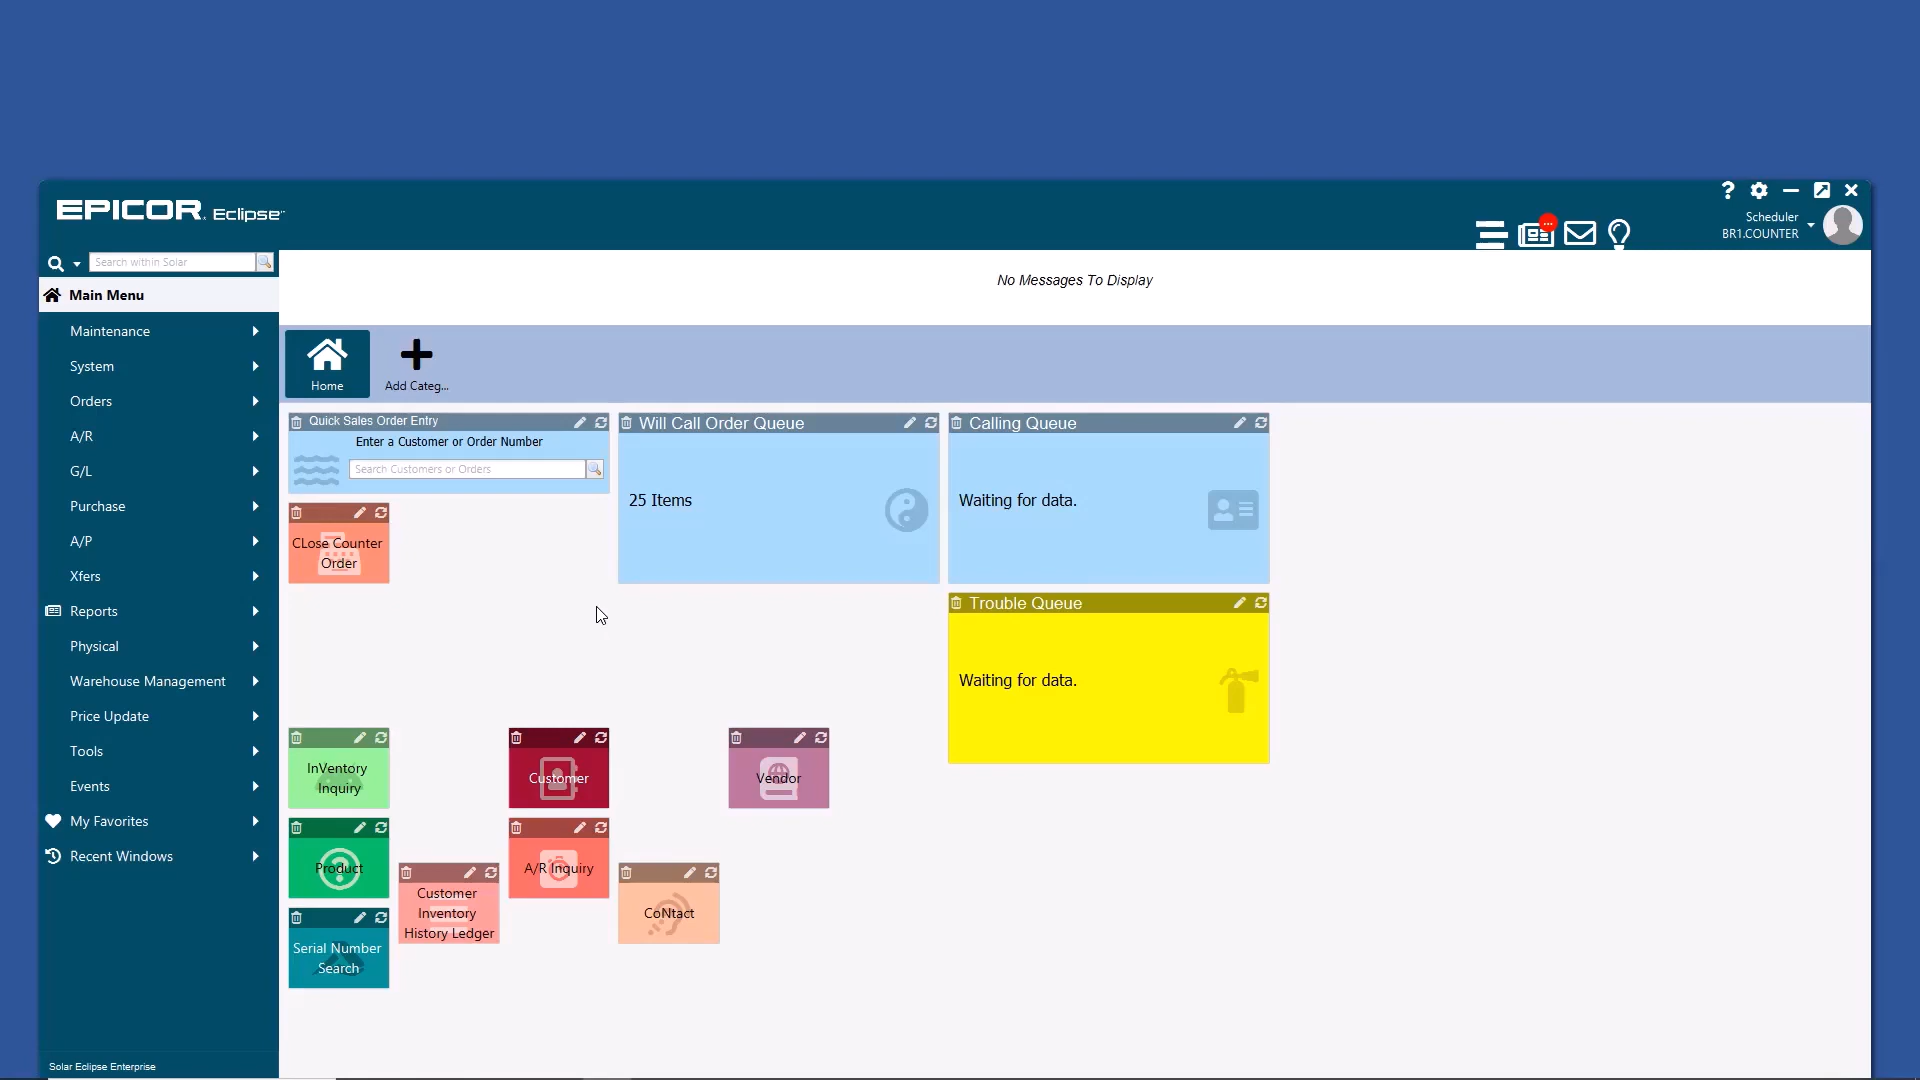 EPICOR Eclipse
Scheduler
BR1.COUNTER
Search within Solar
No Messages To Display
Main Menu
Maintenance
System
Orders
A/R
G/L
Purchase
A/P
Xfers
Reports
Physical
Warehouse Management
Price Update
Tools
Events
My Favorites
Recent Windows
Solar Eclipse Enterprise
Home
Add Categ...
Quick Sales Order Entry
Enter a Customer or Order Number
Search Customers or Orders
Will Call Order Queue
25 Items
Calling Queue
Waiting for data.
CLose Counter
Order
Trouble Queue
Waiting for data.
InVentory
Inquiry
Customer
Vendor
Product
Customer
Inventory
History Ledger
A/R Inquiry
CoNtact
Serial Number
Search